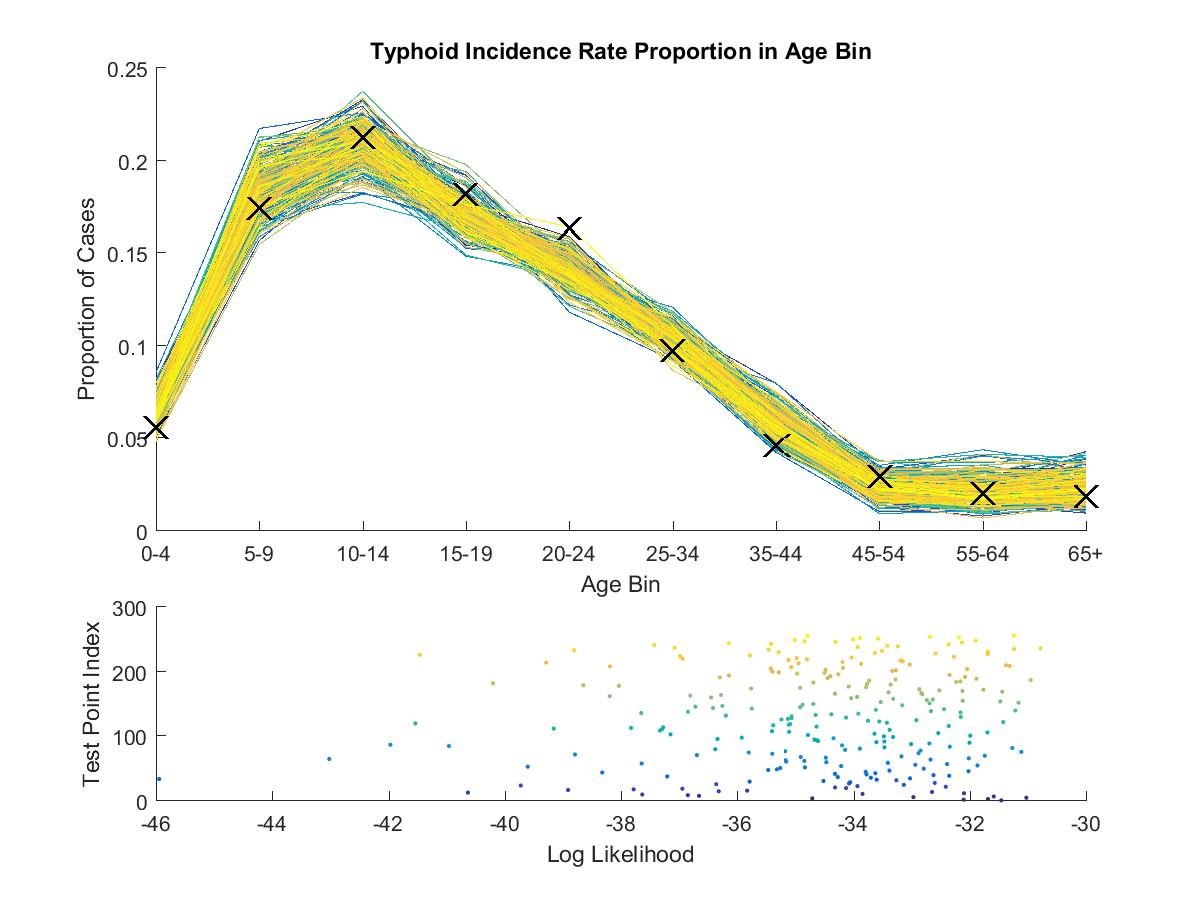 Typhoid Incidence Rate Proportion in Age Bin
0.25
0.2
0.15
0.1
0.05
0
Proportion of Cases
0-4 5-9 10-14 15-19 20-24 25-34 35-44 45-54 55-64 65+
Age Bin
300
200
100
0
Test Point Index
-46 -44 -42 -40 -38 -36 -34 -32 -30
Log Likelihood